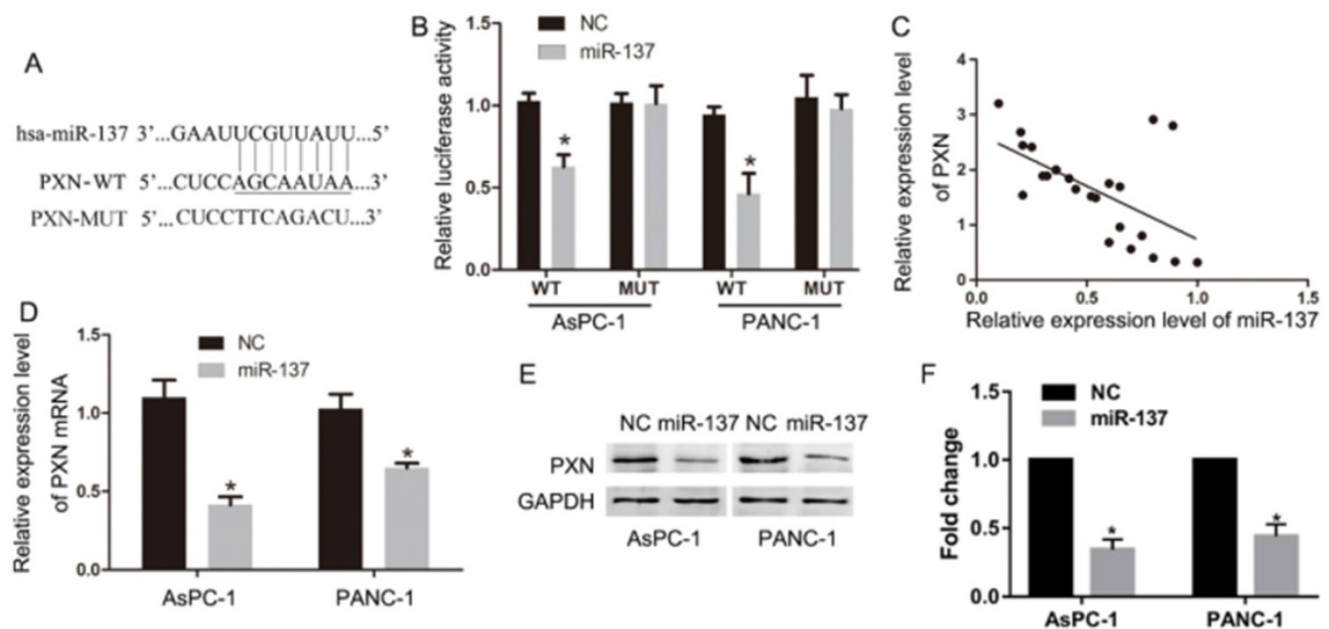 A
hsa-miR-137 3’...GAAUUCGUUAUU...5’
PXN-WT 5’...CUCCAGCAAUAA...3’
PXN-MUT 5’...CUCCTTCAGACU...3’
B
Relative luciferase activity
1.5
1.0
0.5
0.0
NC
miR-137
*
*
WT MUT WT MUT
AsPC-1 PANC-1
C
Relative expression level
of PXN
4
3
2
1
0
0.0 0.5 1.0 1.5
Relative expression level of miR-137
D
Relative expression level
of PXN mRNA
1.5
1.0
0.5
0.0
NC
miR-137
*
*
AsPC-1 PANC-1
E
NC miR-137 NC miR-137
PXN
GAPDH
AsPC-1 PANC-1
F
Fold change
1.5
1.0
0.5
0.0
NC
miR-137
*
*
AsPC-1 PANC-1